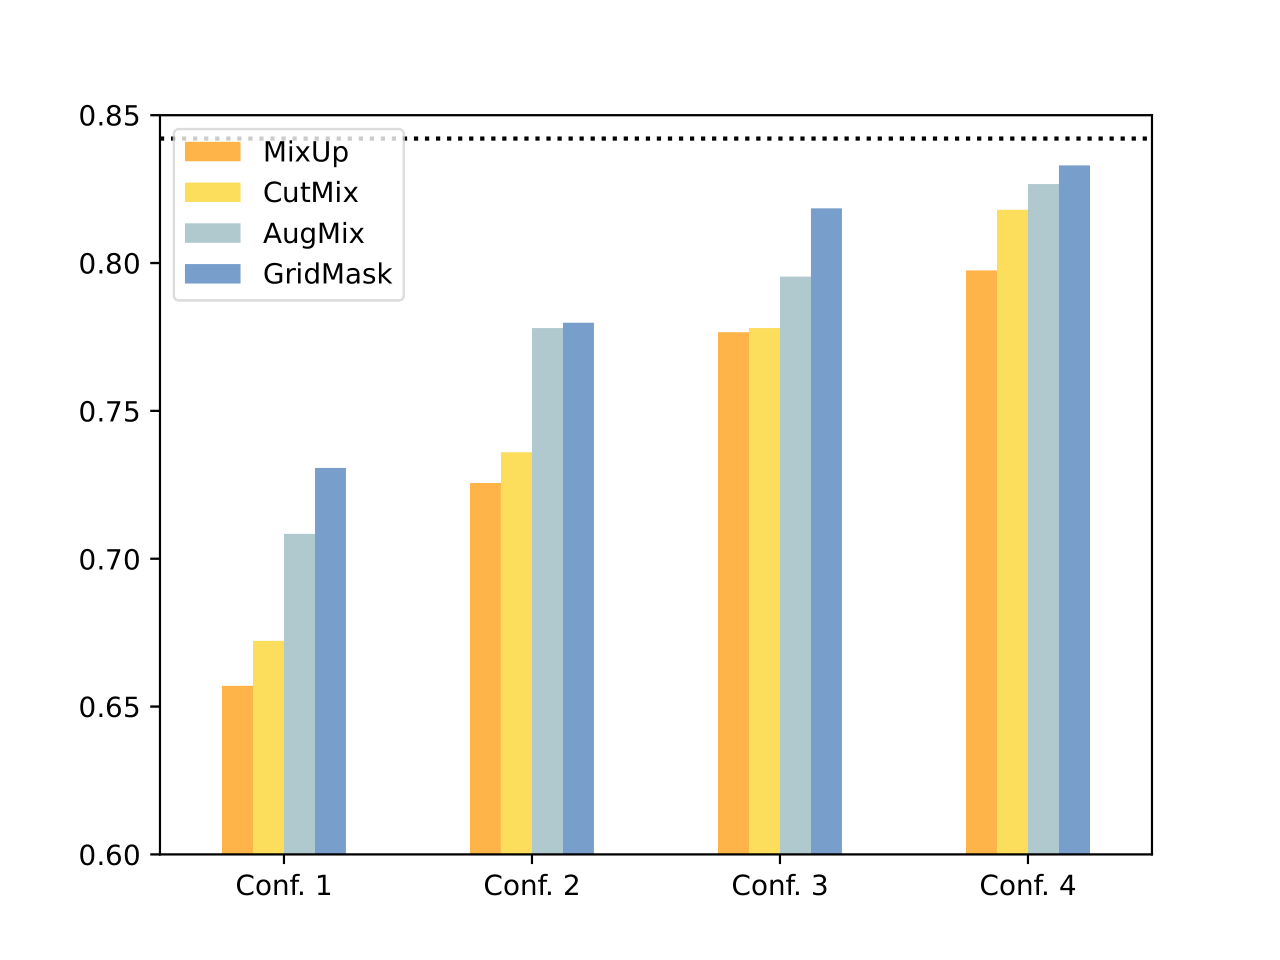 0.85
0.80
0.75
0.70
0.65
0.60
MixUp
CutMix
AugMix
GridMask
Conf. 1
Conf. 2
Conf. 3
Conf. 4